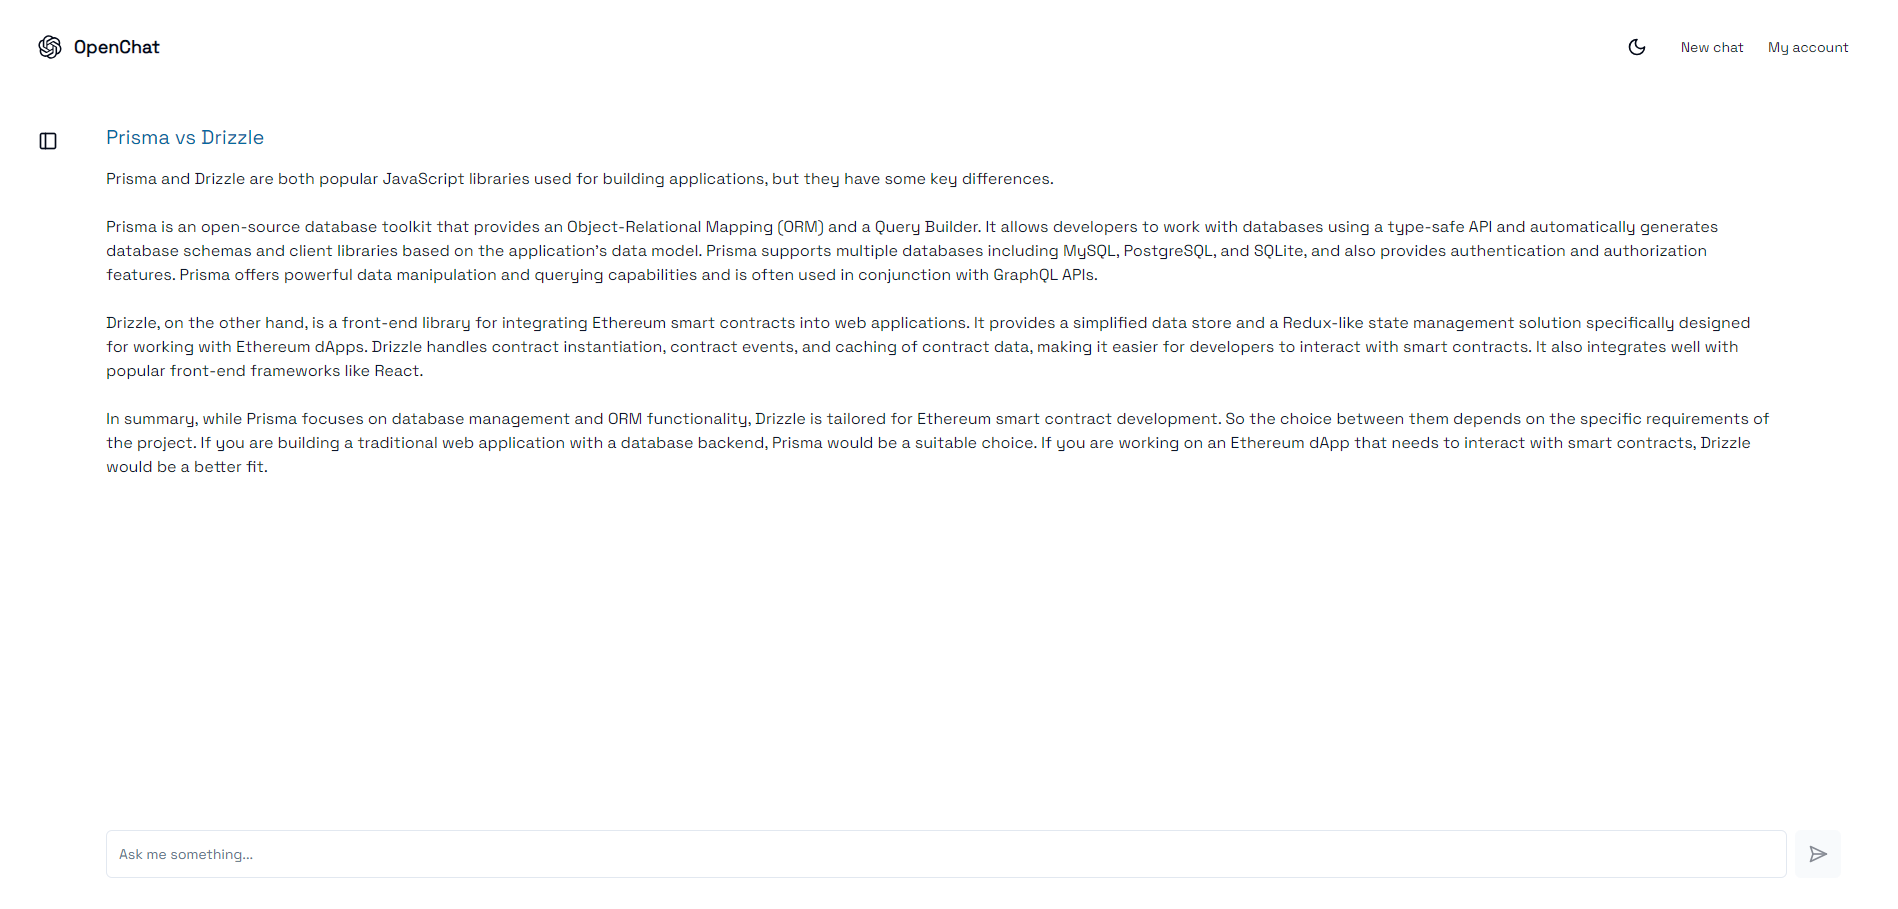 OpenChat
New chat
My account
Prisma vs Drizzle
Prisma and Drizzle are both popular JavaScript libraries used for building applications, but they have some key differences.
Prisma is an open-source database toolkit that provides an Object-Relational Mapping (ORM) and a Query Builder. It allows developers to work with databases using a type-safe API and automatically generates
database schemas and client libraries based on the application's data model. Prisma supports multiple databases including MySQL, PostgreSQL, and SQLite, and also provides authentication and authorization
features. Prisma offers powerful data manipulation and querying capabilities and is often used in conjunction with GraphQL APIs.
Drizzle, on the other hand, is a front-end library for integrating Ethereum smart contracts into web applications. It provides a simplified data store and a Redux-like state management solution specifically designed
for working with Ethereum dApps. Drizzle handles contract instantiation, contract events, and caching of contract data, making it easier for developers to interact with smart contracts. It also integrates well with
popular front-end frameworks like React.
In summary, while Prisma focuses on database management and ORM functionality, Drizzle is tailored for Ethereum smart contract development. So the choice between them depends on the specific requirements of
the project. If you are building a traditional web application with a database backend, Prisma would be a suitable choice. If you are working on an Ethereum dApp that needs to interact with smart contracts, Drizzle
would be a better fit.
Ask me something...